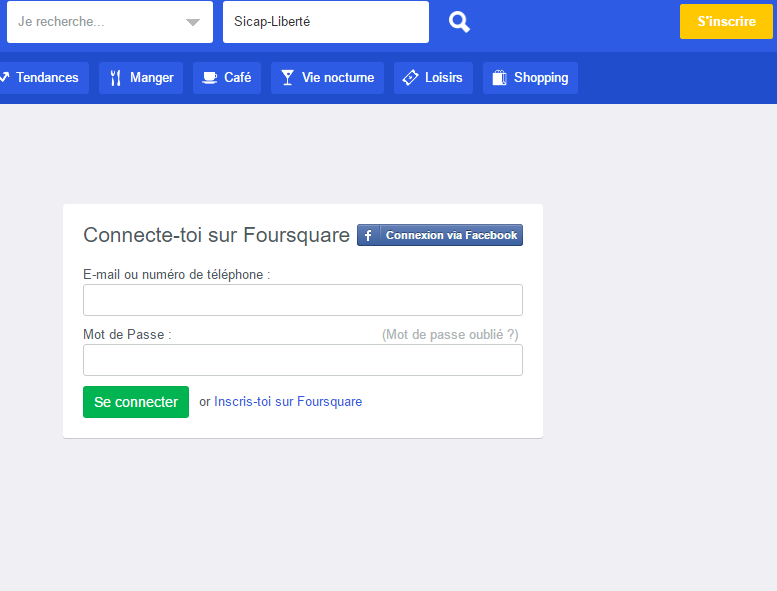 Je recherche...
Sicap-Liberté
S'inscrire
Tendances
Manger
Café
Vie nocturne
Loisirs
Shopping
Connecte-toi sur Foursquare
f Connexion via Facebook
E-mail ou numéro de téléphone :
Mot de Passe :
(Mot de passe oublié ?)
Se connecter
or Inscris-toi sur Foursquare